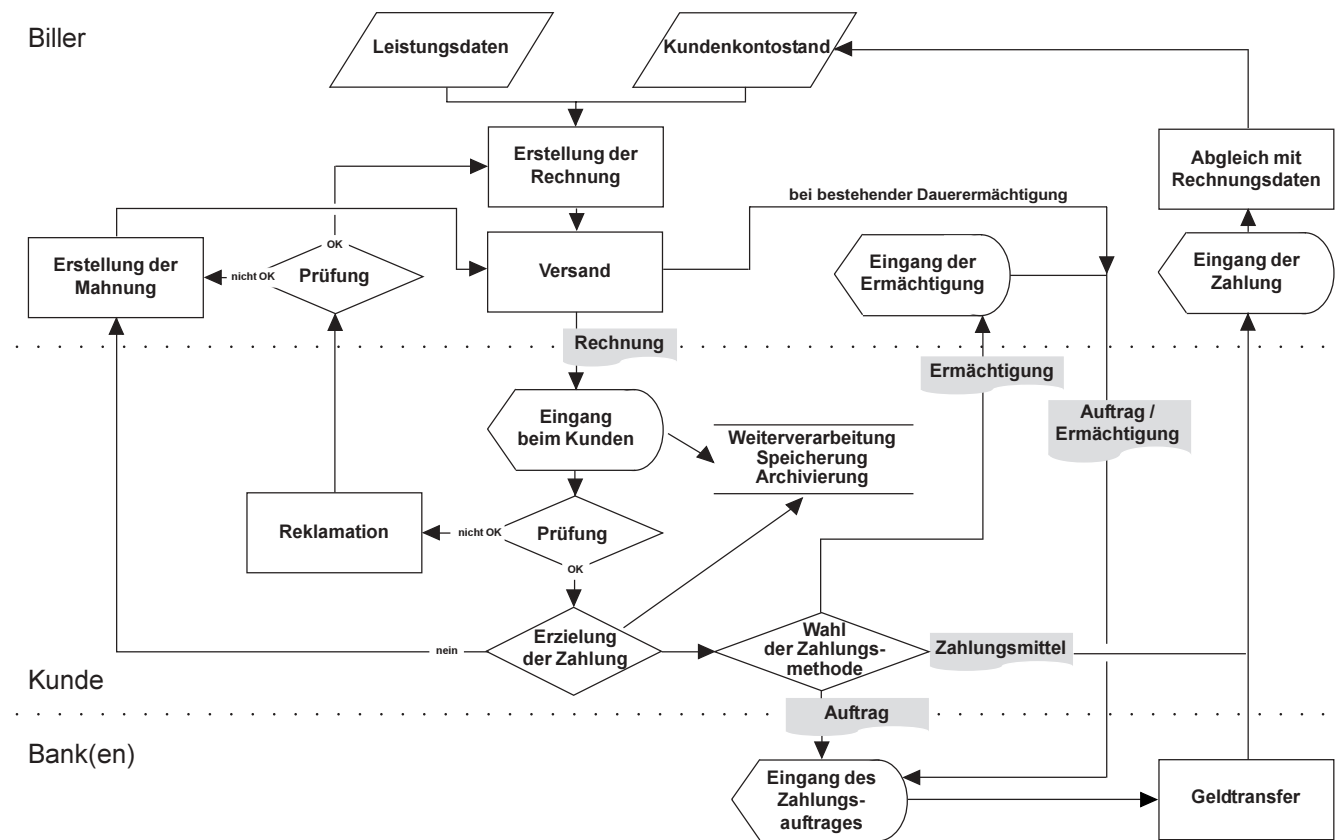 Biller
Leistungsdaten
Kundenkontostand
Erstellung der
Rechnung
Abgleich mit
Rechnungsdaten
bei bestehender Dauerermächtigung
OK
Erstellung der
Mahnung
nicht OK
Prüfung
Versand
Eingang der
Ermächtigung
Eingang der
Zahlung
Rechnung
Ermächtigung
Eingang
beim Kunden
Auftrag /
Ermächtigung
Weiterverarbeitung
Speicherung
Archivierung
Reklamation
nicht OK
Prüfung
OK
nein
Erzielung
der Zahlung
Wahl
der Zahlungs-
methode
Zahlungsmittel
Kunde
Auftrag
Bank(en)
Eingang des
Zahlungs-
auftrages
Geldtransfer